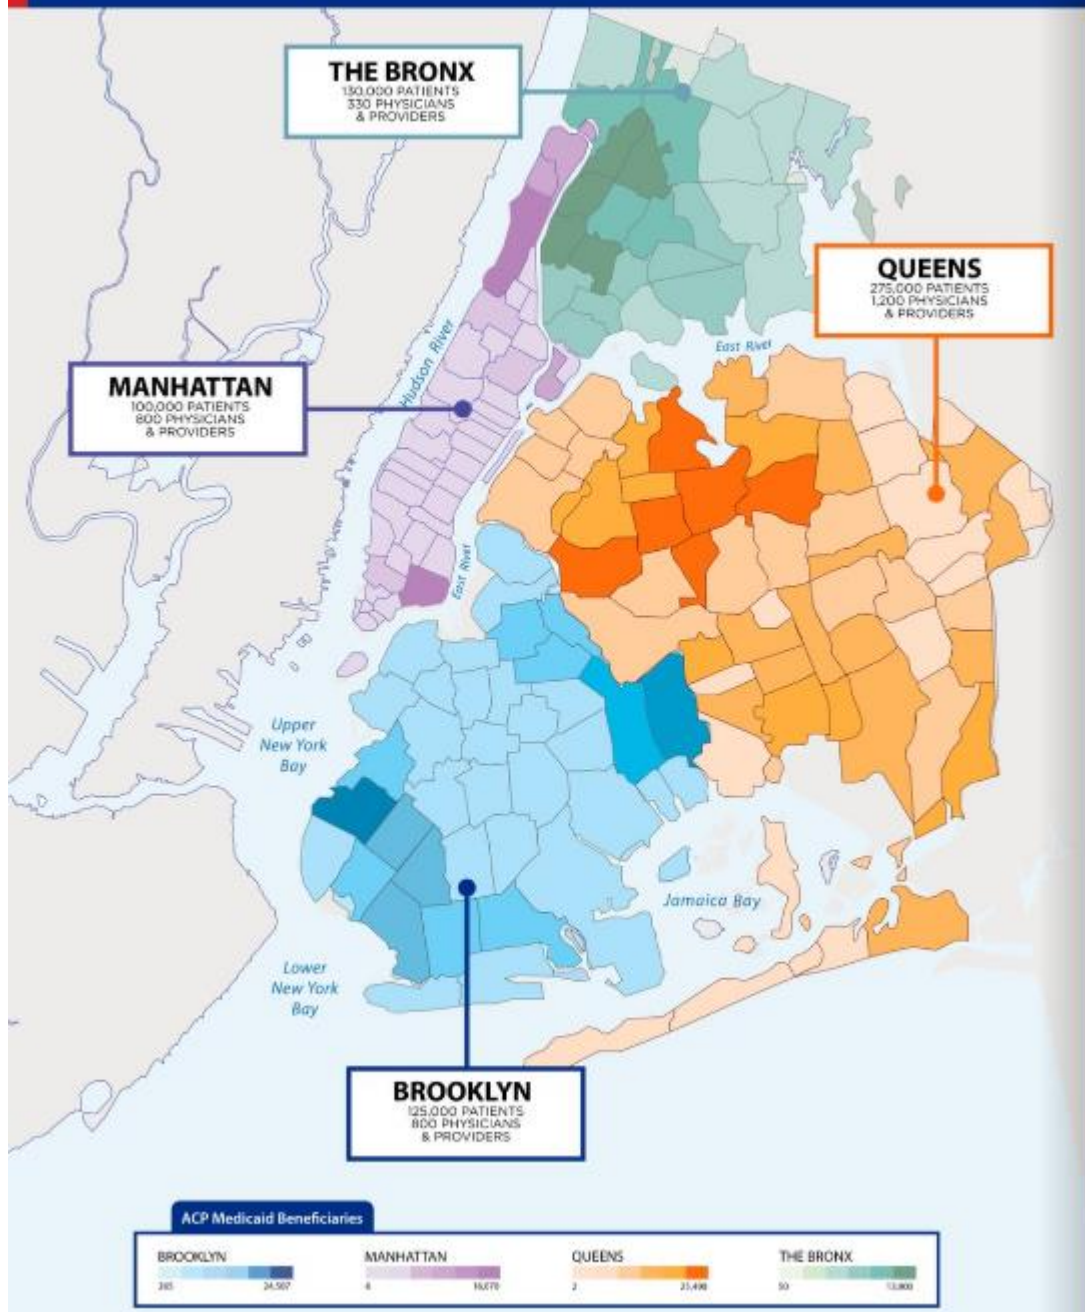 THE BRONX
130,000 PATIENTS
330 PHYSICIANS
& PROVIDERS
QUEENS
275,000 PATIENTS
1,200 PHYSICIANS
& PROVIDERS
Hudson River
East River
MANHATTAN
100,000 PATIENTS
800 PHYSICIANS
& PROVIDERS
East River
Upper
New York
Bay
Jamaica Bay
Lower
New York
Bay
BROOKLYN
125,000 PATIENTS
800 PHYSICIANS
& PROVIDERS
ACP Medicaid Beneficiaries
BROOKLYN
MANHATTAN
QUEENS
THE BRONX
2
50